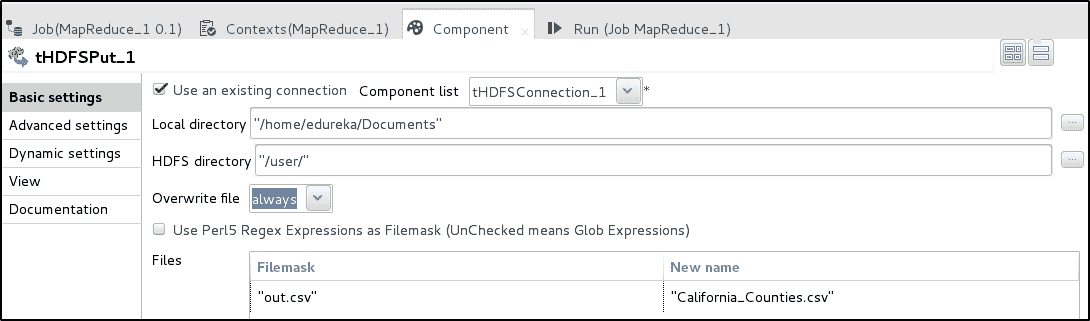 Job(MapReduce_1 0.1) Contexts(MapReduce_1) Component Run (Job MapReduce_1)
tHDFSPut_1
Basic settings
Advanced settings
Dynamic settings
View
Documentation
Use an existing connection Component list tHDFSConnection_1 *
Local directory "/home/edureka/Documents" ...
HDFS directory "/user/" ...
Overwrite file always
Use Perl5 Regex Expressions as Filemask (UnChecked means Glob Expressions)
Files
Filemask New name
"out.csv" "California_Counties.csv"